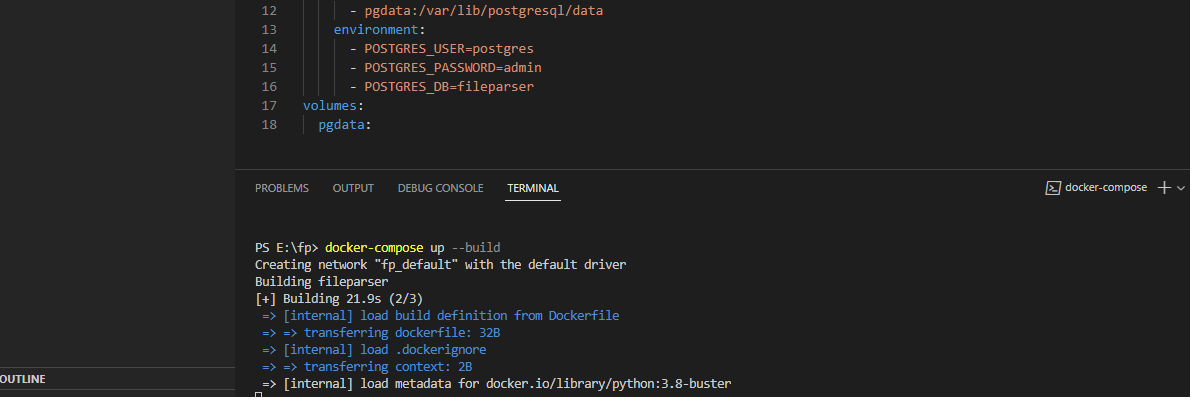 12 - pgdata:/var/lib/postgresql/data
13 environment:
14 - POSTGRES_USER=postgres
15 - POSTGRES_PASSWORD=admin
16 - POSTGRES_DB=fileparser
17 volumes:
18 pgdata:
PROBLEMS OUTPUT DEBUG CONSOLE TERMINAL docker-compose
PS E:\fp> docker-compose up --build
Creating network "fp_default" with the default driver
Building fileparser
[+] Building 21.9s (2/3)
=> [internal] load build definition from Dockerfile
=> => transferring dockerfile: 32B
=> [internal] load .dockerignore
=> => transferring context: 2B
=> [internal] load metadata for docker.io/library/python:3.8-buster
OUTLINE